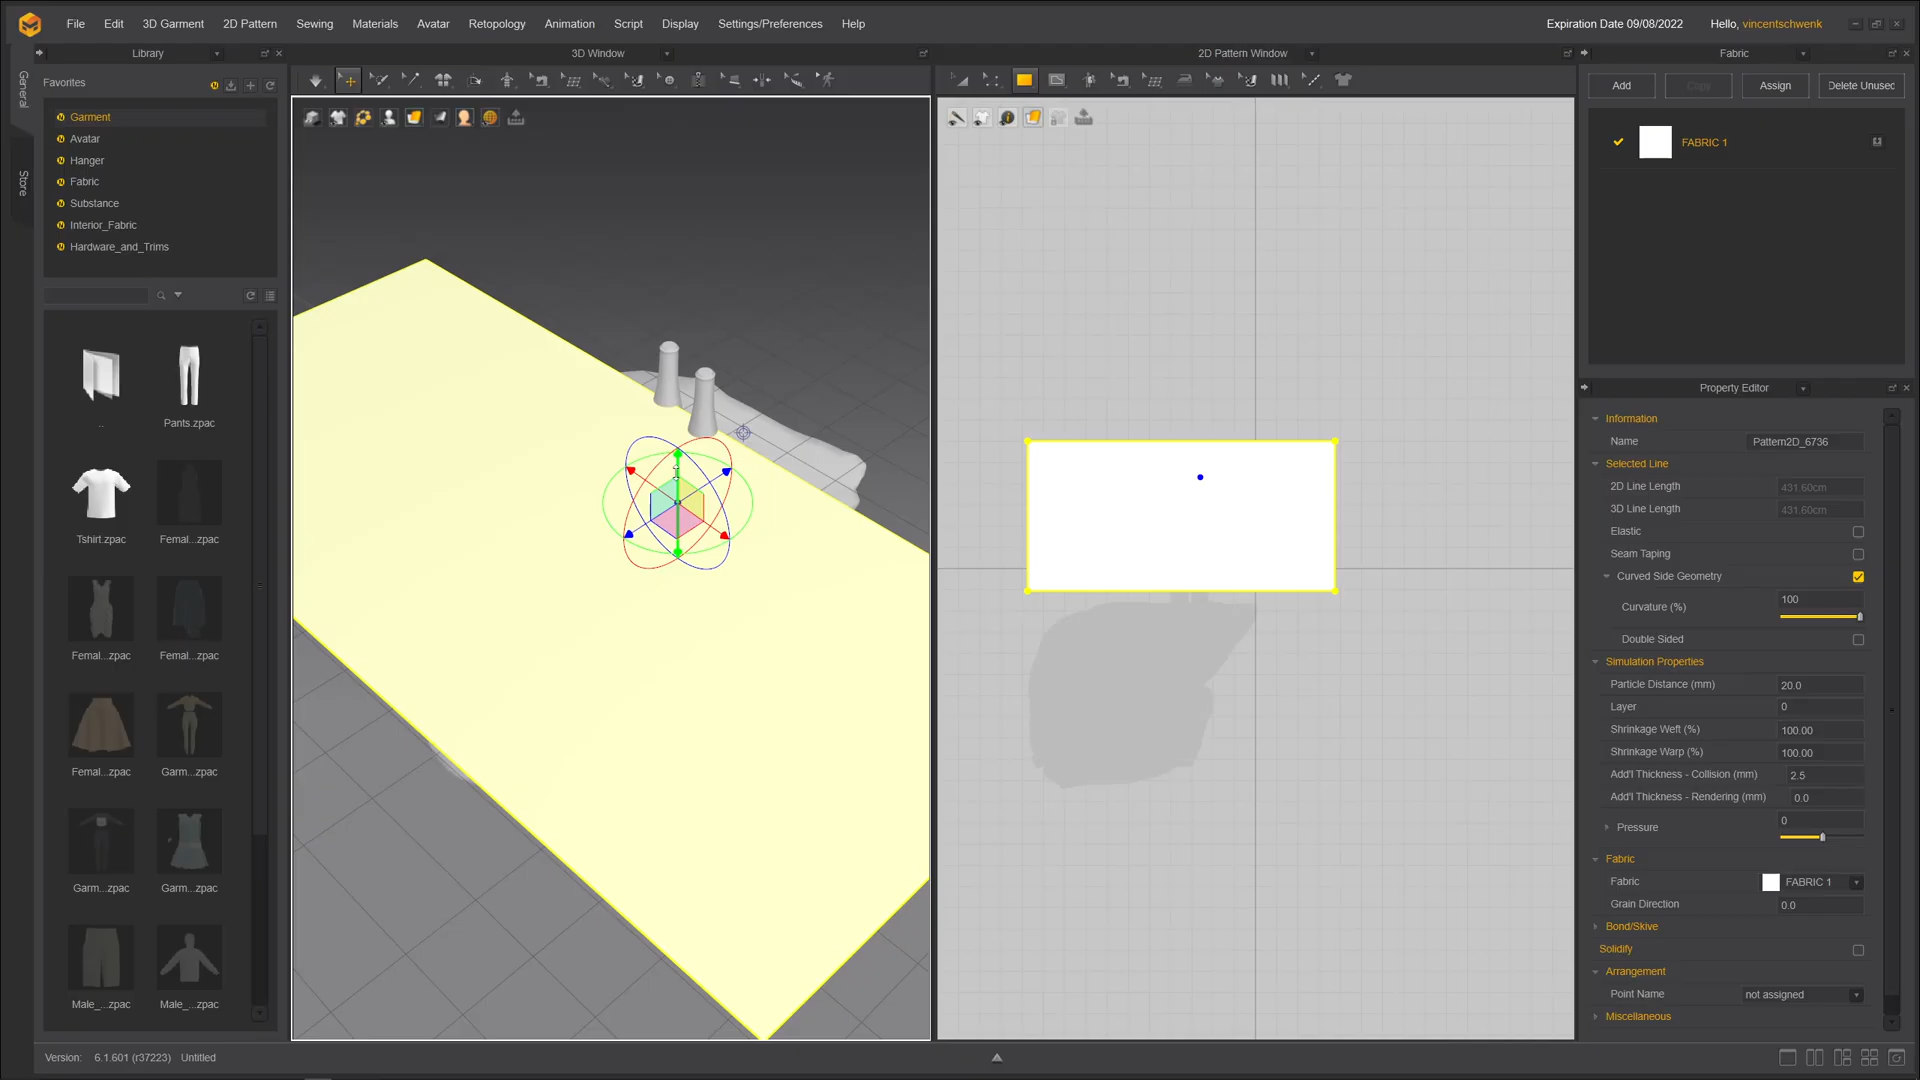 File Edit 3D Garment 2D Pattern Sewing Materials Avatar Retopology Animation Script Display Settings/Preferences Help
Expiration Date 09/08/2022 Hello, vincentschwenk
Library
3D Window
2D Pattern Window
Fabric
General
Store
Favorites
Garment
Avatar
Hanger
Fabric
Substance
Interior_Fabric
Hardware_and_Trims
..
Pants.zpac
Tshirt.zpac
Femal...zpac
Femal...zpac
Femal...zpac
Femal...zpac
Garm...zpac
Garm...zpac
Garm...zpac
Male_...zpac
Male_...zpac
Add Copy Assign Delete Unused
FABRIC 1
Property Editor
Information
Name Pattern2D_6736
Selected Line
2D Line Length 431.60cm
3D Line Length 431.60cm
Elastic
Seam Taping
Curved Side Geometry
Curvature (%) 100
Double Sided
Simulation Properties
Particle Distance (mm) 20.0
Layer 0
Shrinkage Weft (%) 100.00
Shrinkage Warp (%) 100.00
Add'l Thickness - Collision (mm) 2.5
Add'l Thickness - Rendering (mm) 0.0
Pressure 0
Fabric
Fabric FABRIC 1
Grain Direction 0.0
Bond/Skive
Solidify
Arrangement
Point Name not assigned
Miscellaneous
Version: 6.1.601 (r37223) Untitled